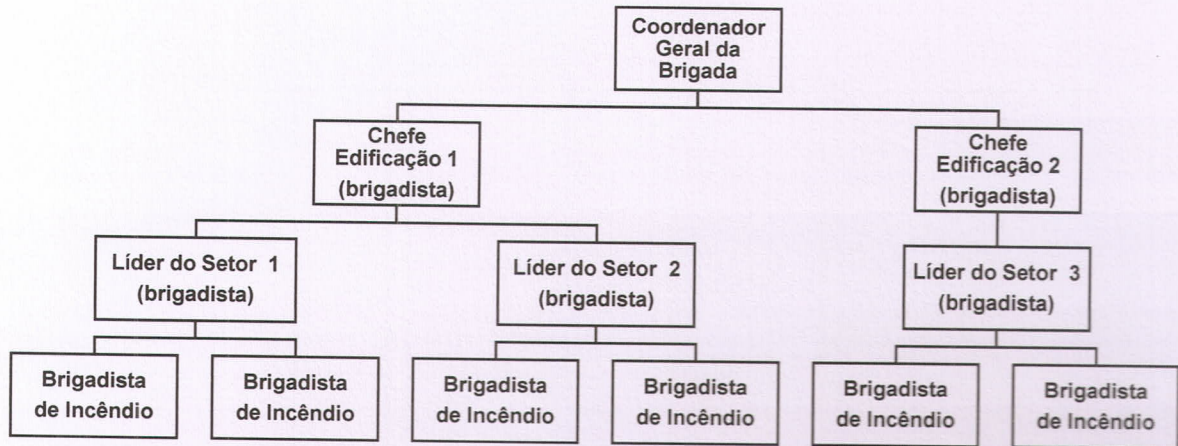 Coordenador
Geral da
Brigada
Chefe
Edificação 1
(brigadista)
Chefe
Edificação 2
(brigadista)
Líder do Setor 1
(brigadista)
Líder do Setor 2
(brigadista)
Líder do Setor 3
(brigadista)
Brigadista
de Incêndio
Brigadista
de Incêndio
Brigadista
de Incêndio
Brigadista
de Incêndio
Brigadista
de Incêndio
Brigadista
de Incêndio